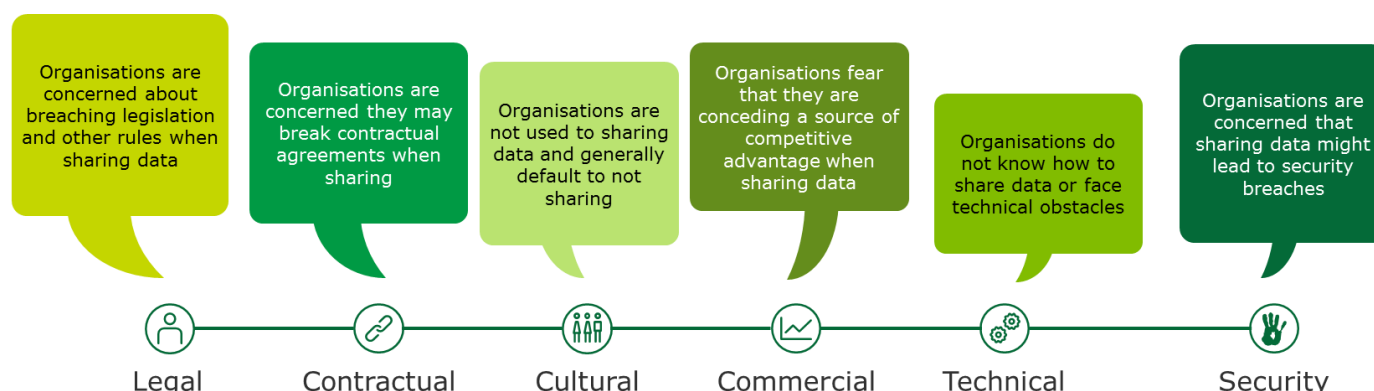 Organisations are
concerned about
breaching legislation
and other rules when
sharing data
Organisations are
concerned they may
break contractual
agreements when
sharing
Organisations are
not used to sharing
data and generally
default to not
sharing
Organisations fear
that they are
conceding a source of
competitive
advantage when
sharing data
Organisations do
not know how to
share data or face
technical obstacles
Organisations are
concerned that
sharing data might
lead to security
breaches
Legal
Contractual
Cultural
Commercial
Technical
Security